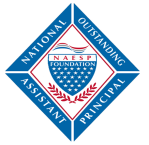 NATIONAL
OUTSTANDING
NAESP
FOUNDATION
ASSISTANT
PRINCIPAL